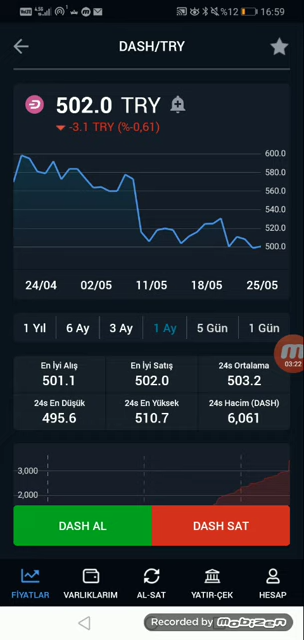 %12 16:59
DASH/TRY
502.0 TRY
-3.1 TRY (%-0,61)
600.0
580.0
560.0
540.0
520.0
500.0
24/04 02/05 11/05 18/05 25/05
1 Yıl 6 Ay 3 Ay 1 Ay 5 Gün 1 Gün
En İyi Alış En İyi Satış 24s Ortalama
501.1 502.0 503.2
24s En Düşük 24s En Yüksek 24s Hacim (DASH)
495.6 510.7 6,061
03:22
3,000
2,000
DASH AL DASH SAT
FİYATLAR VARLIKLARIM AL-SAT YATIR-ÇEK HESAP
Recorded by mobizen